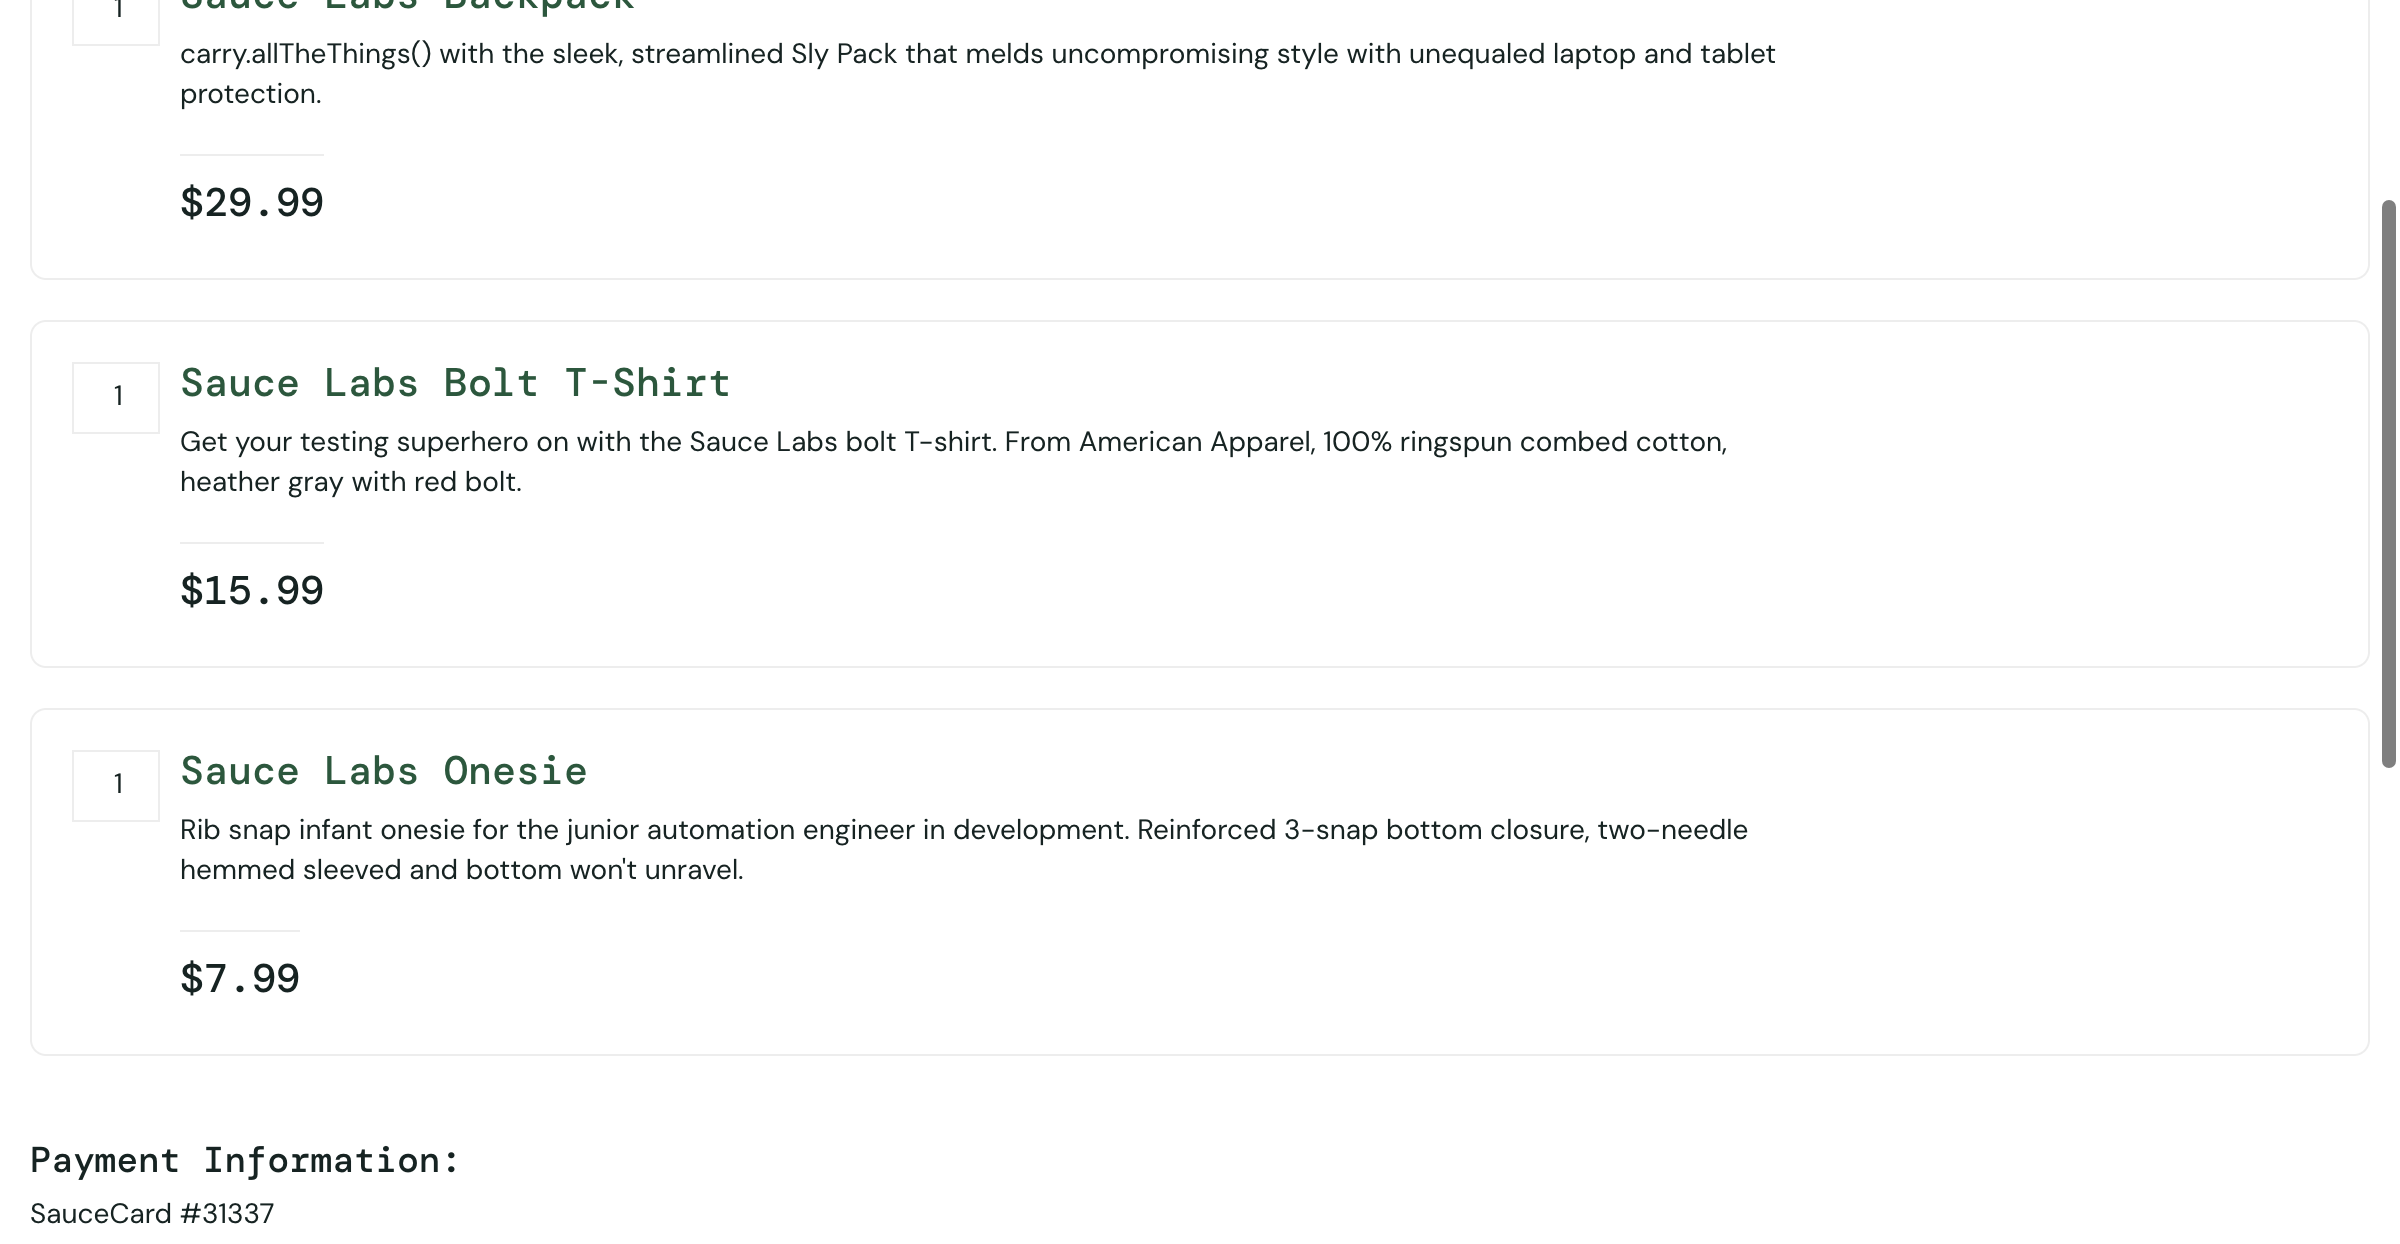 1
Sauce Labs Backpack
carry.allTheThings() with the sleek, streamlined Sly Pack that melds uncompromising style with unequaled laptop and tablet
protection.
$29.99
1
Sauce Labs Bolt T-Shirt
Get your testing superhero on with the Sauce Labs bolt T-shirt. From American Apparel, 100% ringspun combed cotton,
heather gray with red bolt.
$15.99
1
Sauce Labs Onesie
Rib snap infant onesie for the junior automation engineer in development. Reinforced 3-snap bottom closure, two-needle
hemmed sleeved and bottom won't unravel.
$7.99
Payment Information:
SauceCard #31337